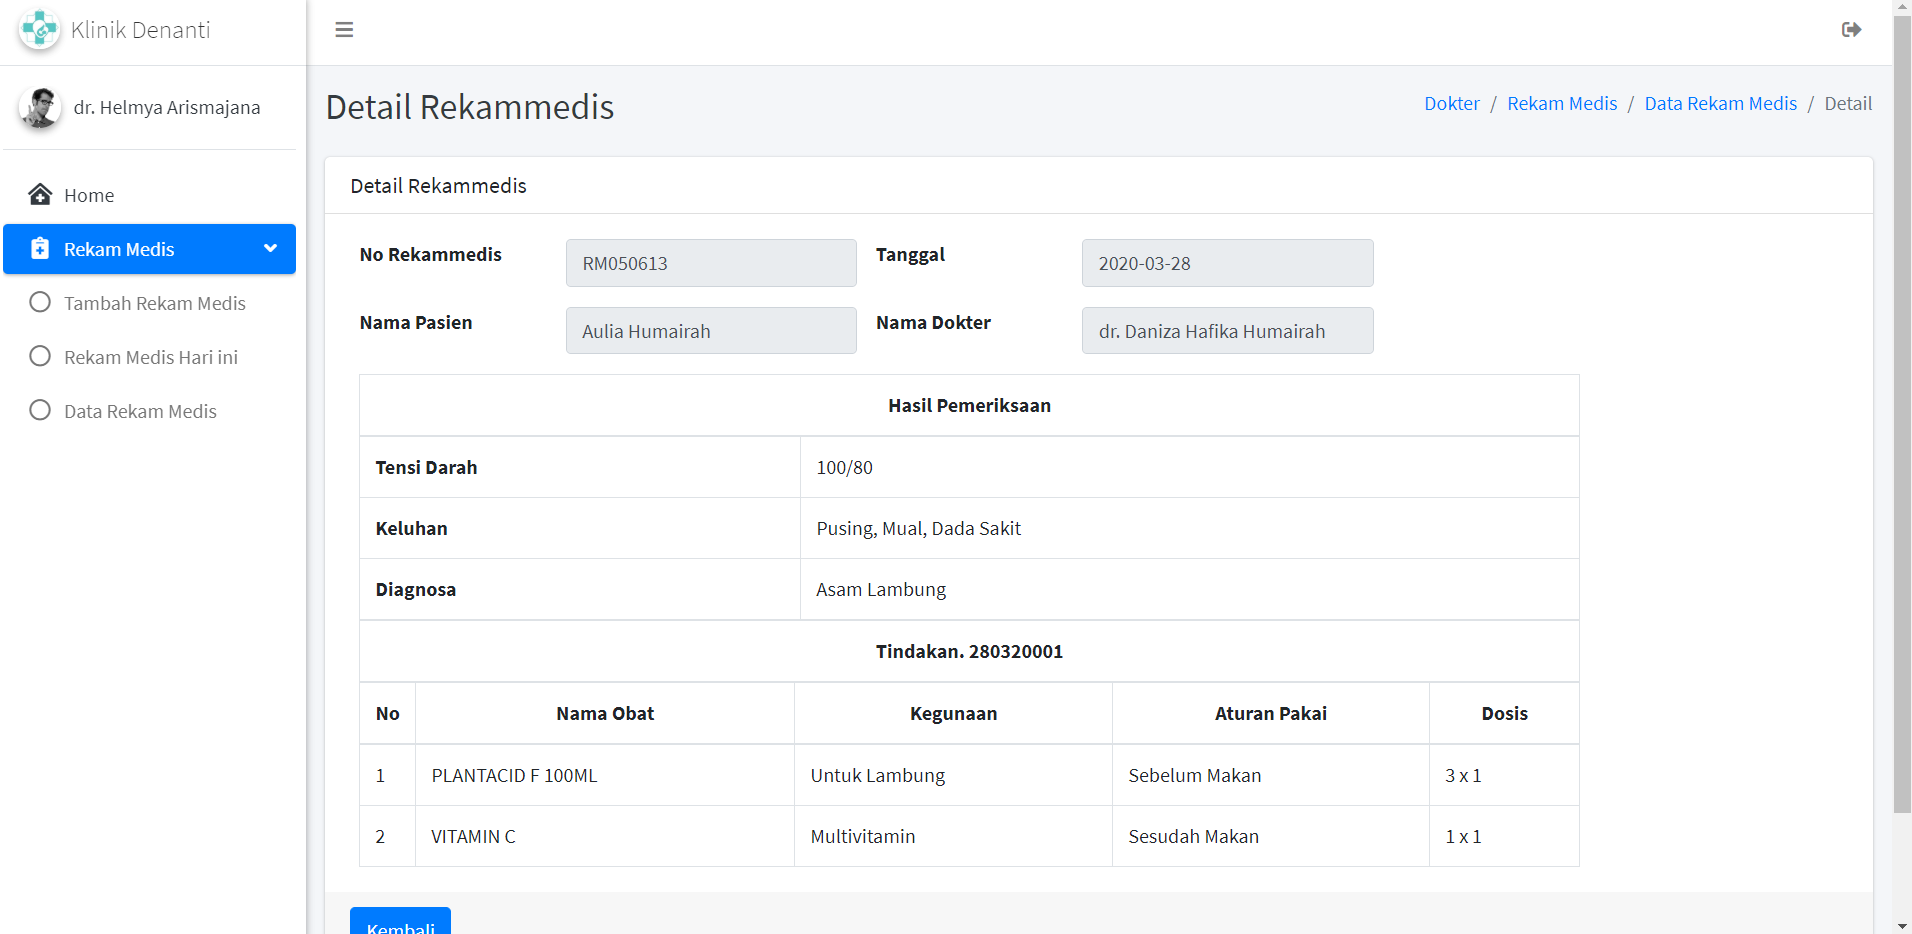 Klinik Denanti
dr. Helmya Arismajana
Home
Rekam Medis
Tambah Rekam Medis
Rekam Medis Hari ini
Data Rekam Medis
Detail Rekammedis
Dokter / Rekam Medis / Data Rekam Medis / Detail
Detail Rekammedis
No Rekammedis RM050613 Tanggal 2020-03-28
Nama Pasien Aulia Humairah Nama Dokter dr. Daniza Hafika Humairah
Hasil Pemeriksaan
Tensi Darah 100/80
Keluhan Pusing, Mual, Dada Sakit
Diagnosa Asam Lambung
Tindakan. 280320001
No Nama Obat Kegunaan Aturan Pakai Dosis
1 PLANTACID F 100ML Untuk Lambung Sebelum Makan 3 x 1
2 VITAMIN C Multivitamin Sesudah Makan 1 x 1
Kembali